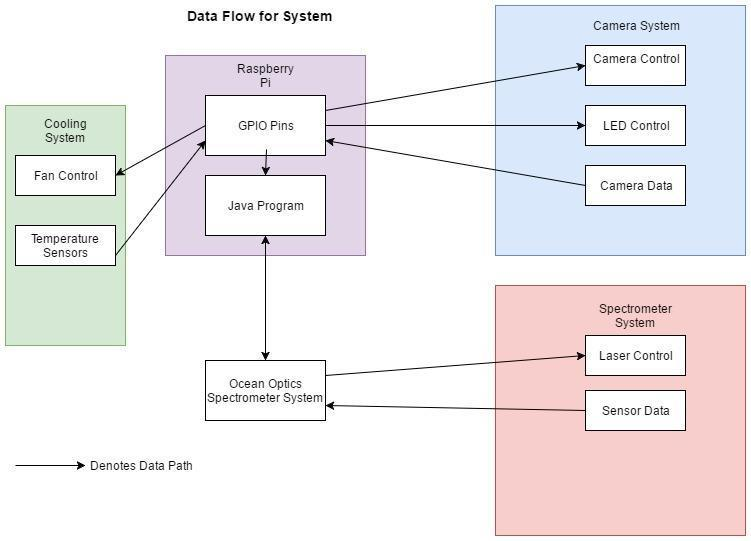 Data Flow for System
Camera System
Camera Control
LED Control
Camera Data
Raspberry
Pi
GPIO Pins
Java Program
Cooling
System
Fan Control
Temperature
Sensors
Spectrometer
System
Laser Control
Sensor Data
Ocean Optics
Spectrometer System
Denotes Data Path